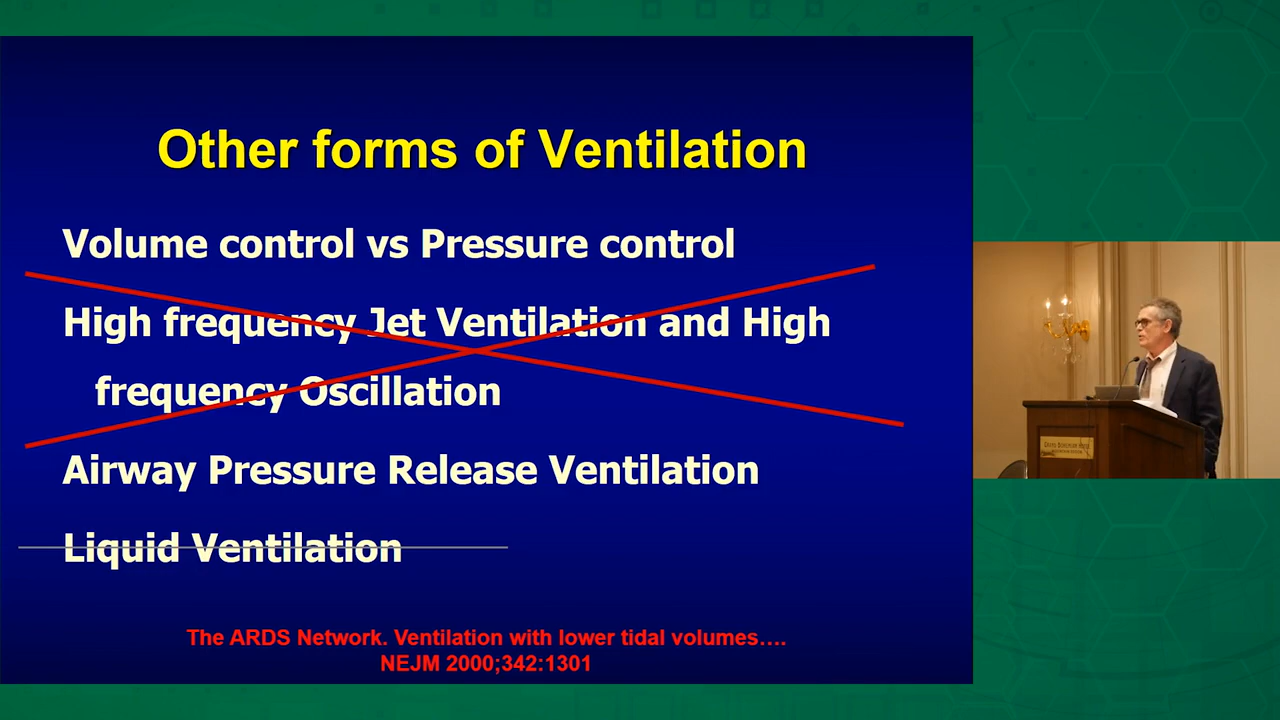 Other forms of Ventilation
Volume control vs Pressure control
High frequency Jet Ventilation and High
frequency Oscillation
Airway Pressure Release Ventilation
Liquid Ventilation
The ARDS Network. Ventilation with lower tidal volumes….
NEJM 2000;342:1301